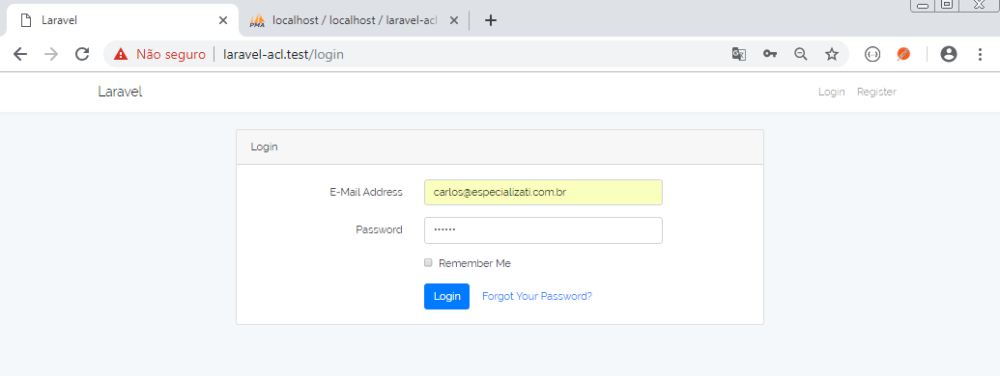 Laravel
PMA localhost / localhost / laravel-acl
Não seguro laravel-acl.test/login
Laravel Login Register
Login
E-Mail Address carlos@especializati.com.br
Password ······
Remember Me
Login Forgot Your Password?